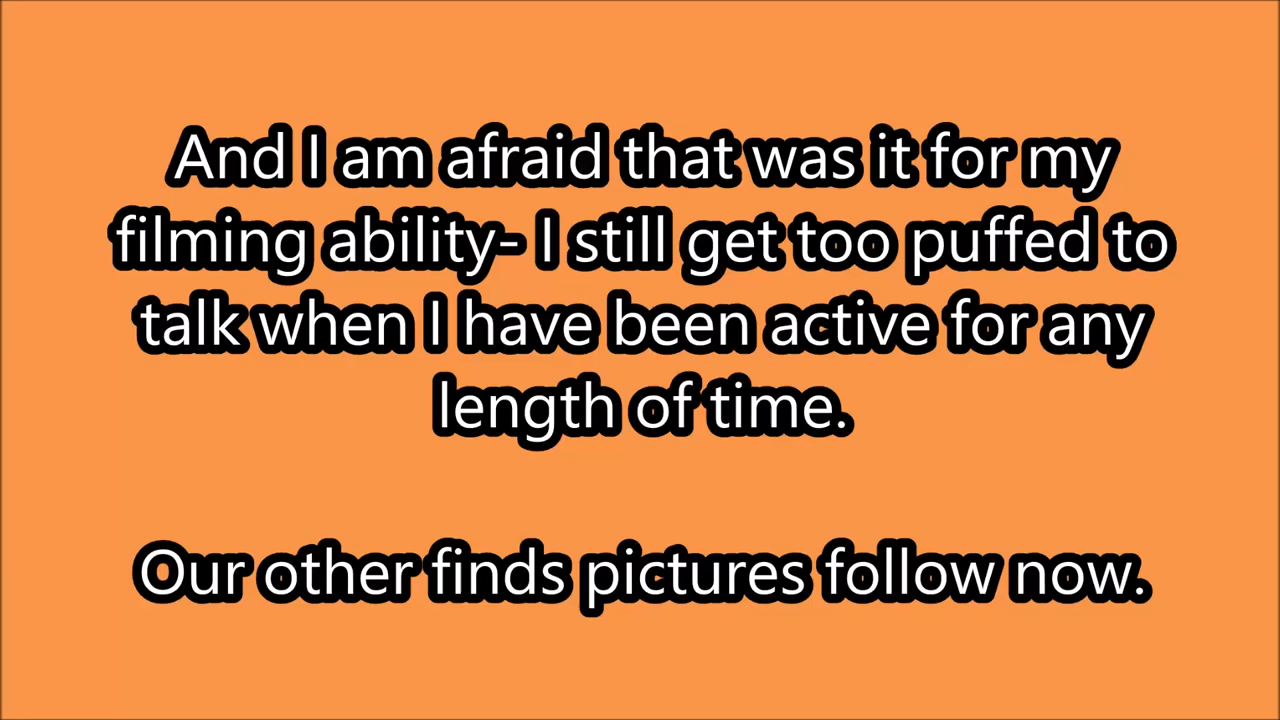 And I am afraid that was it for my
filming ability- I still get too puffed to
talk when I have been active for any
length of time.
Our other finds pictures follow now.